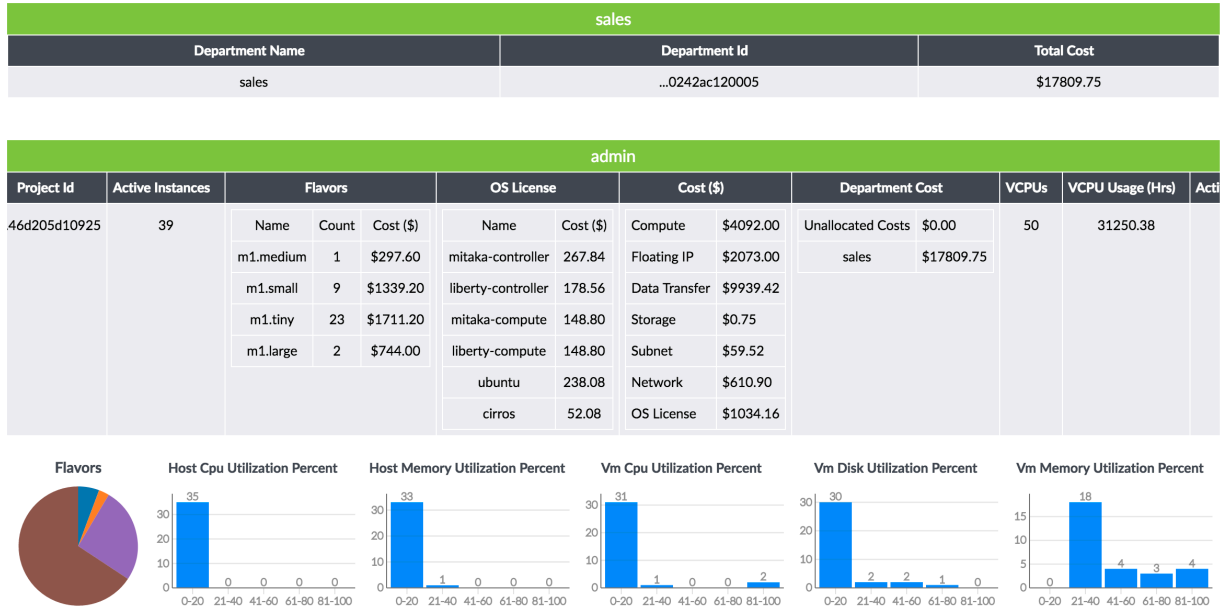 sales
Department Name Department Id Total Cost
sales ...0242ac120005 $17809.75
admin
Project Id Active Instances Flavors OS License Cost ($) Department Cost VCPUs VCPU Usage (Hrs) Acti
46d205d10925 39 Name Count Cost ($) Name Cost ($) Compute $4092.00 Unallocated Costs $0.00 50 31250.38
m1.medium 1 $297.60 mitaka-controller 267.84 Floating IP $2073.00 sales $17809.75
m1.small 9 $1339.20 liberty-controller 178.56 Data Transfer $9939.42
m1.tiny 23 $1711.20 mitaka-compute 148.80 Storage $0.75
m1.large 2 $744.00 liberty-compute 148.80 Subnet $59.52
ubuntu 238.08 Network $610.90
cirros 52.08 OS License $1034.16
Flavors Host Cpu Utilization Percent Host Memory Utilization Percent Vm Cpu Utilization Percent Vm Disk Utilization Percent Vm Memory Utilization Percent
30 20 10 0
35 0 0 0 0
0-20 21-40 41-60 61-80 81-100
30 20 10 0
33 1 0 0 0
0-20 21-40 41-60 61-80 81-100
30 20 10 0
31 1 0 0 2
0-20 21-40 41-60 61-80 81-100
30 20 10 0
30 2 2 1 0
0-20 21-40 41-60 61-80 81-100
15 10 5 0
0 18 4 3 4
0-20 21-40 41-60 61-80 81-100